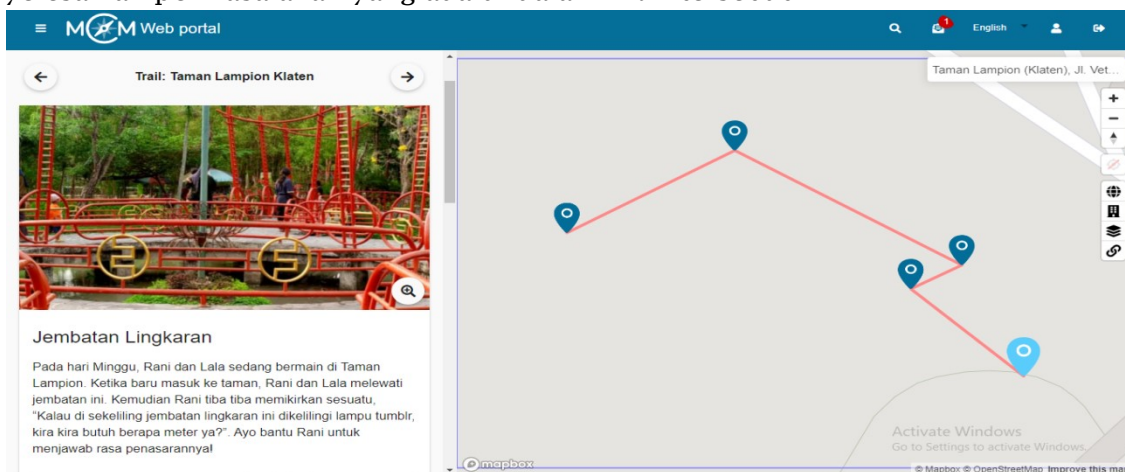 MCM Web portal
1
English
Trail: Taman Lampion Klaten
Taman Lampion (Klaten), Jl. Vet...
Jembatan Lingkaran
Pada hari Minggu, Rani dan Lala sedang bermain di Taman
Lampion. Ketika baru masuk ke taman, Rani dan Lala melewati
jembatan ini. Kemudian Rani tiba tiba memikirkan sesuatu,
"Kalau di sekeliling jembatan lingkaran ini dikelilingi lampu tumblr,
kira kira butuh berapa meter ya?". Ayo bantu Rani untuk
menjawab rasa penasarannya!
Activate Windows
Go to Settings to activate Windows.
mapbox
© Mapbox © OpenStreetMap Improve this map